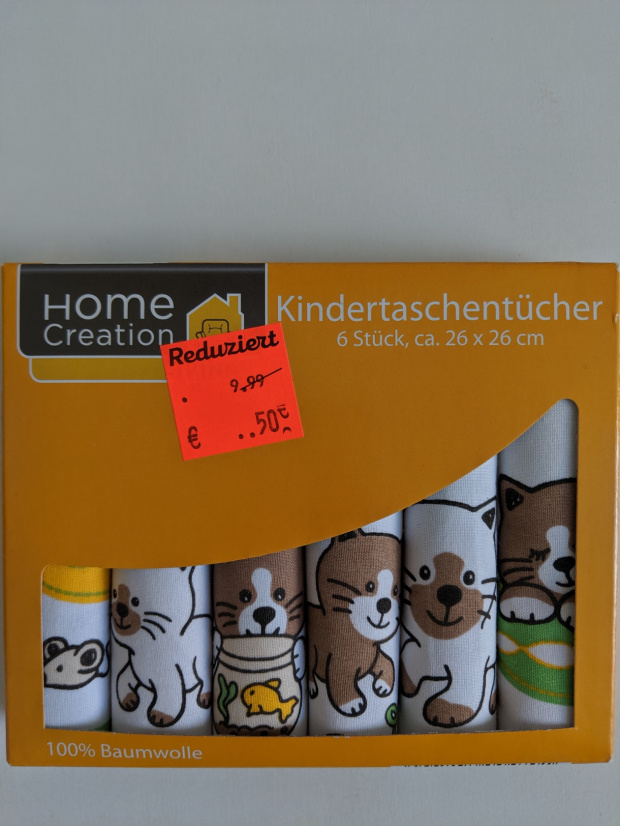 Home
Creation
Kindertaschentücher
6 Stück, ca. 26 x 26 cm
Reduziert
9.99
€ ..50€
100% Baumwolle